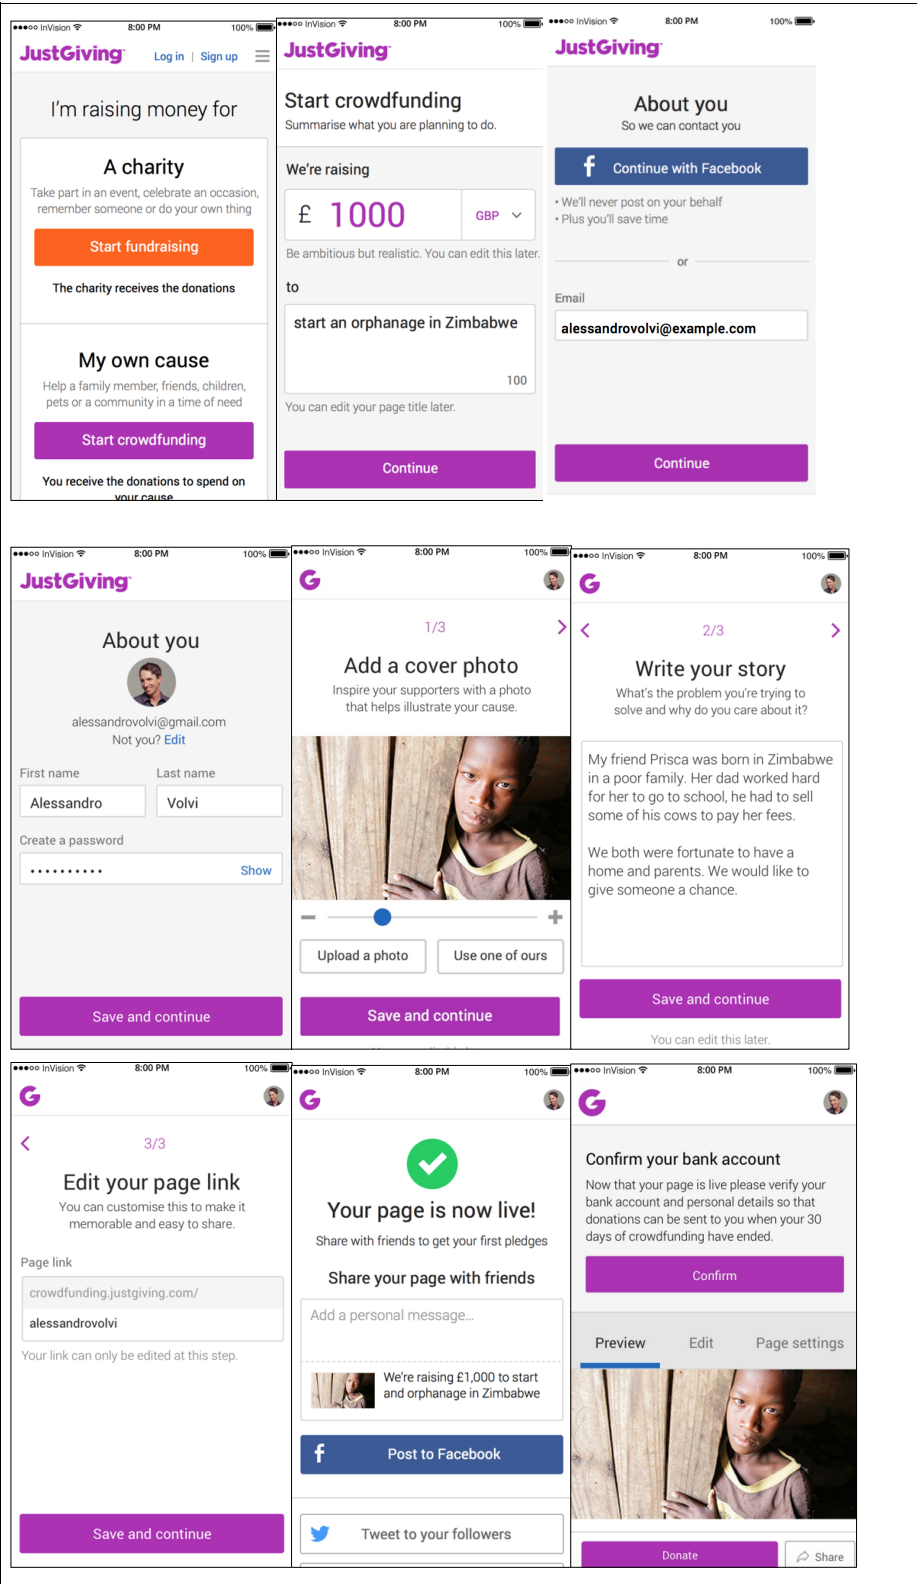 ●●●○○ InVision 8:00 PM 100%
JustGiving™ Log in | Sign up
I'm raising money for
A charity
Take part in an event, celebrate an occasion,
remember someone or do your own thing
Start fundraising
The charity receives the donations
My own cause
Help a family member, friends, children,
pets or a community in a time of need
Start crowdfunding
You receive the donations to spend on
your cause
●●●○○ InVision 8:00 PM 100%
JustGiving™
Start crowdfunding
Summarise what you are planning to do.
We're raising
£ 1000 GBP
Be ambitious but realistic. You can edit this later.
to
start an orphanage in Zimbabwe
100
You can edit your page title later.
Continue
●●●○○ InVision 8:00 PM 100%
JustGiving™
About you
So we can contact you
f Continue with Facebook
• We'll never post on your behalf
• Plus you'll save time
or
Email
alessandrovolvi@example.com
Continue
●●●○○ InVision 8:00 PM 100%
JustGiving™
About you
alessandrovolvi@gmail.com
Not you? Edit
First name Last name
Alessandro Volvi
Create a password
•••••••••• Show
Save and continue
●●●○○ InVision 8:00 PM 100%
G
1/3
Add a cover photo
Inspire your supporters with a photo
that helps illustrate your cause.
Upload a photo Use one of ours
Save and continue
●●●○○ InVision 8:00 PM 100%
G
2/3
Write your story
What's the problem you're trying to
solve and why do you care about it?
My friend Prisca was born in Zimbabwe
in a poor family. Her dad worked hard
for her to go to school, he had to sell
some of his cows to pay her fees.
We both were fortunate to have a
home and parents. We would like to
give someone a chance.
Save and continue
You can edit this later.
●●●○○ InVision 8:00 PM 100%
G
3/3
Edit your page link
You can customise this to make it
memorable and easy to share.
Page link
crowdfunding.justgiving.com/
alessandrovolvi
Your link can only be edited at this step.
Save and continue
●●●○○ InVision 8:00 PM 100%
G
Your page is now live!
Share with friends to get your first pledges
Share your page with friends
Add a personal message...
We're raising £1,000 to start
and orphanage in Zimbabwe
f Post to Facebook
Tweet to your followers
●●●○○ InVision 8:00 PM 100%
G
Confirm your bank account
Now that your page is live please verify your
bank account and personal details so that
donations can be sent to you when your 30
days of crowdfunding have ended.
Confirm
Preview Edit Page settings
Donate Share